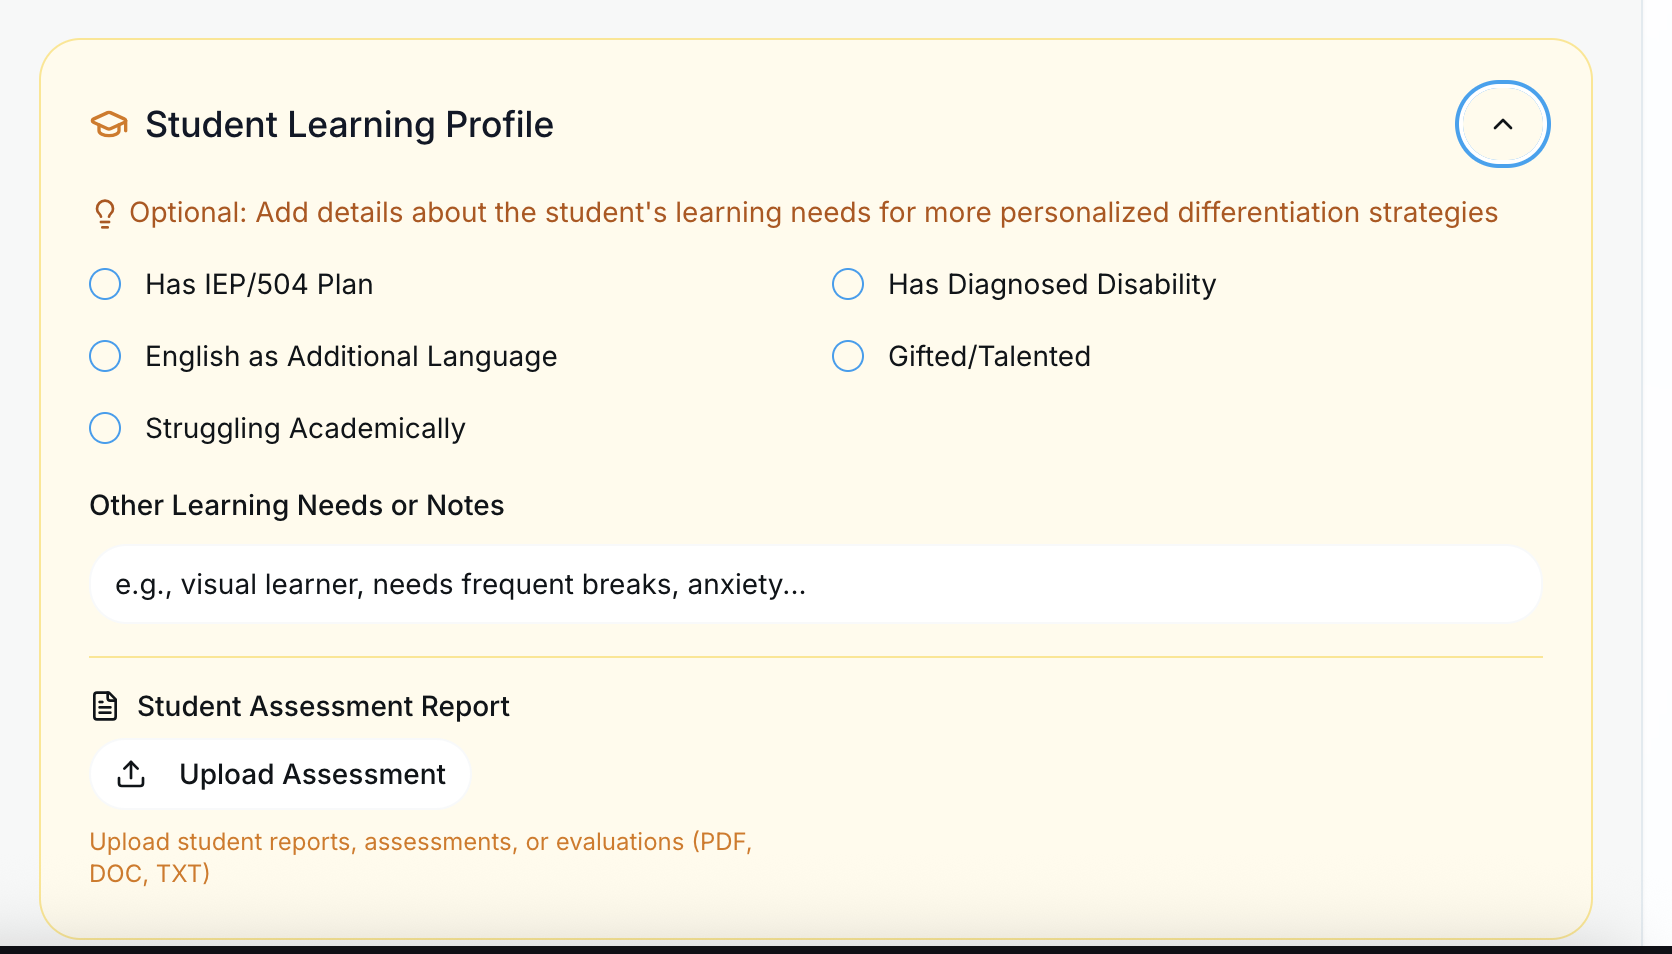 Student Learning Profile
Optional: Add details about the student's learning needs for more personalized differentiation strategies
Has IEP/504 Plan
Has Diagnosed Disability
English as Additional Language
Gifted/Talented
Struggling Academically
Other Learning Needs or Notes
e.g., visual learner, needs frequent breaks, anxiety...
Student Assessment Report
Upload Assessment
Upload student reports, assessments, or evaluations (PDF,
DOC, TXT)